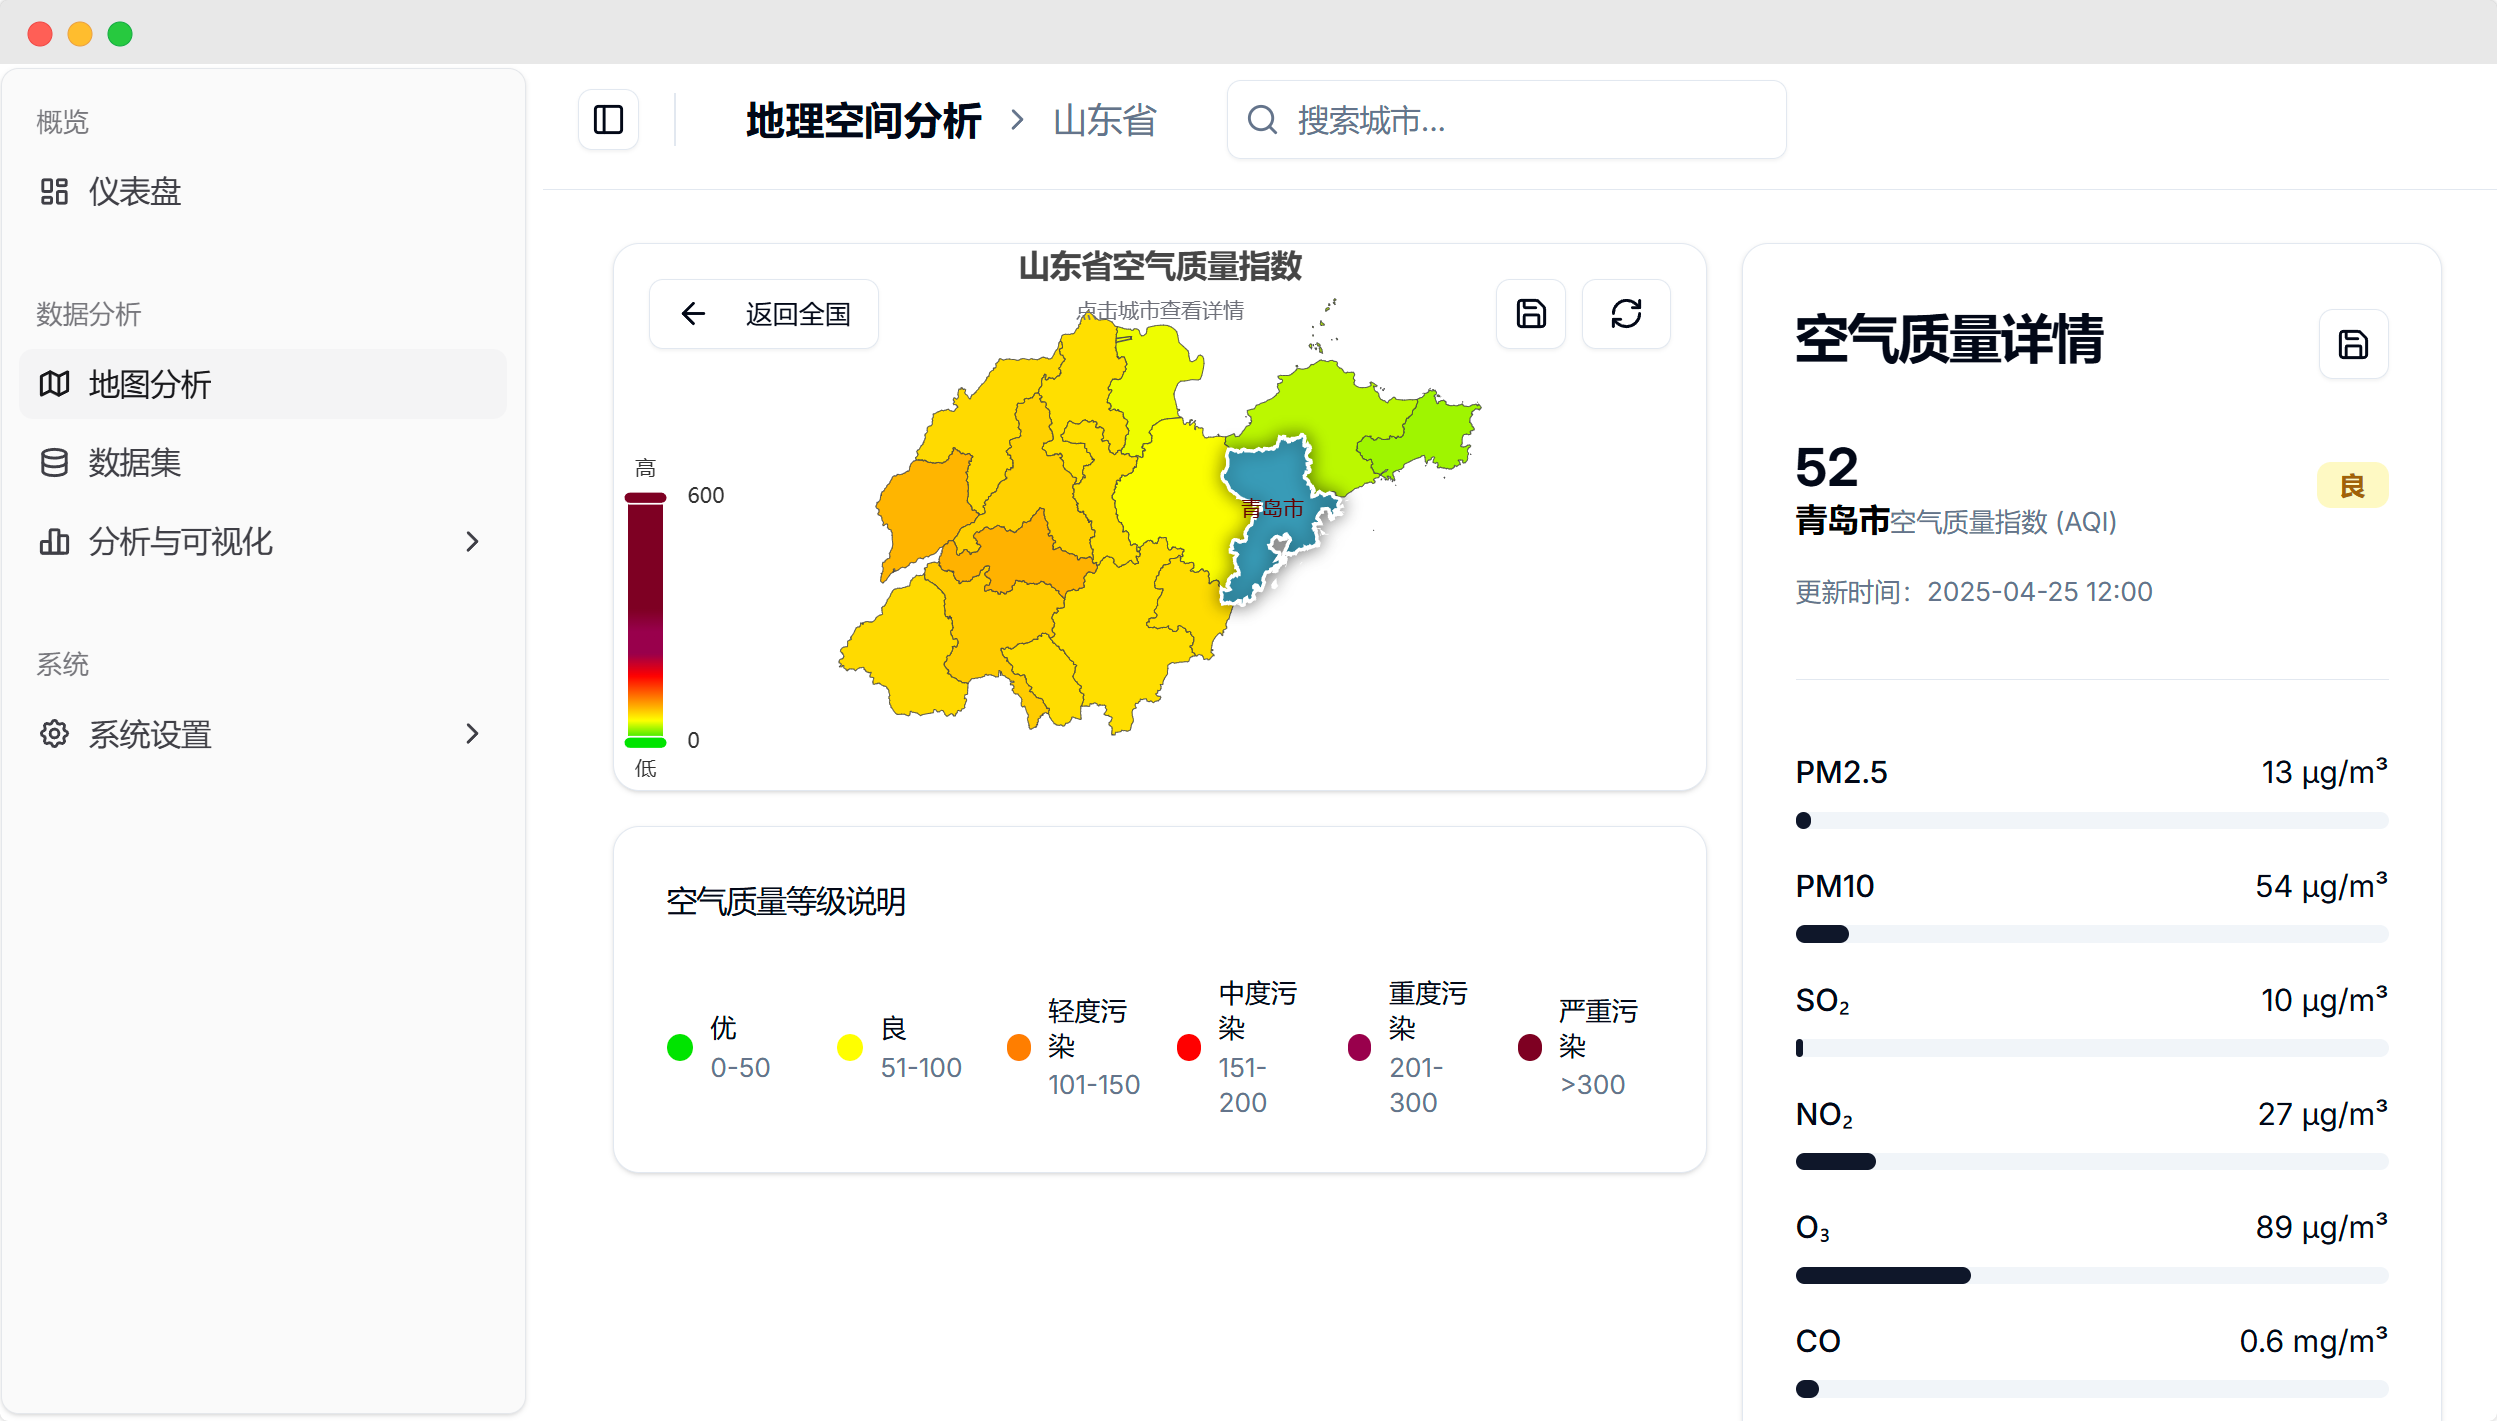 概览
仪表盘
数据分析
地图分析
数据集
分析与可视化
系统
系统设置
地理空间分析
山东省
搜索城市...
山东省空气质量指数
点击城市查看详情
返回全国
高
600
0
低
青岛市
空气质量等级说明
优
0-50
良
51-100
轻度污
染
101-150
中度污
染
151-
200
重度污
染
201-
300
严重污
染
>300
空气质量详情
52
良
青岛市空气质量指数 (AQI)
更新时间：2025-04-25 12:00
PM2.5 13 μg/m³
PM10 54 μg/m³
SO₂ 10 μg/m³
NO₂ 27 μg/m³
O₃ 89 μg/m³
CO 0.6 mg/m³